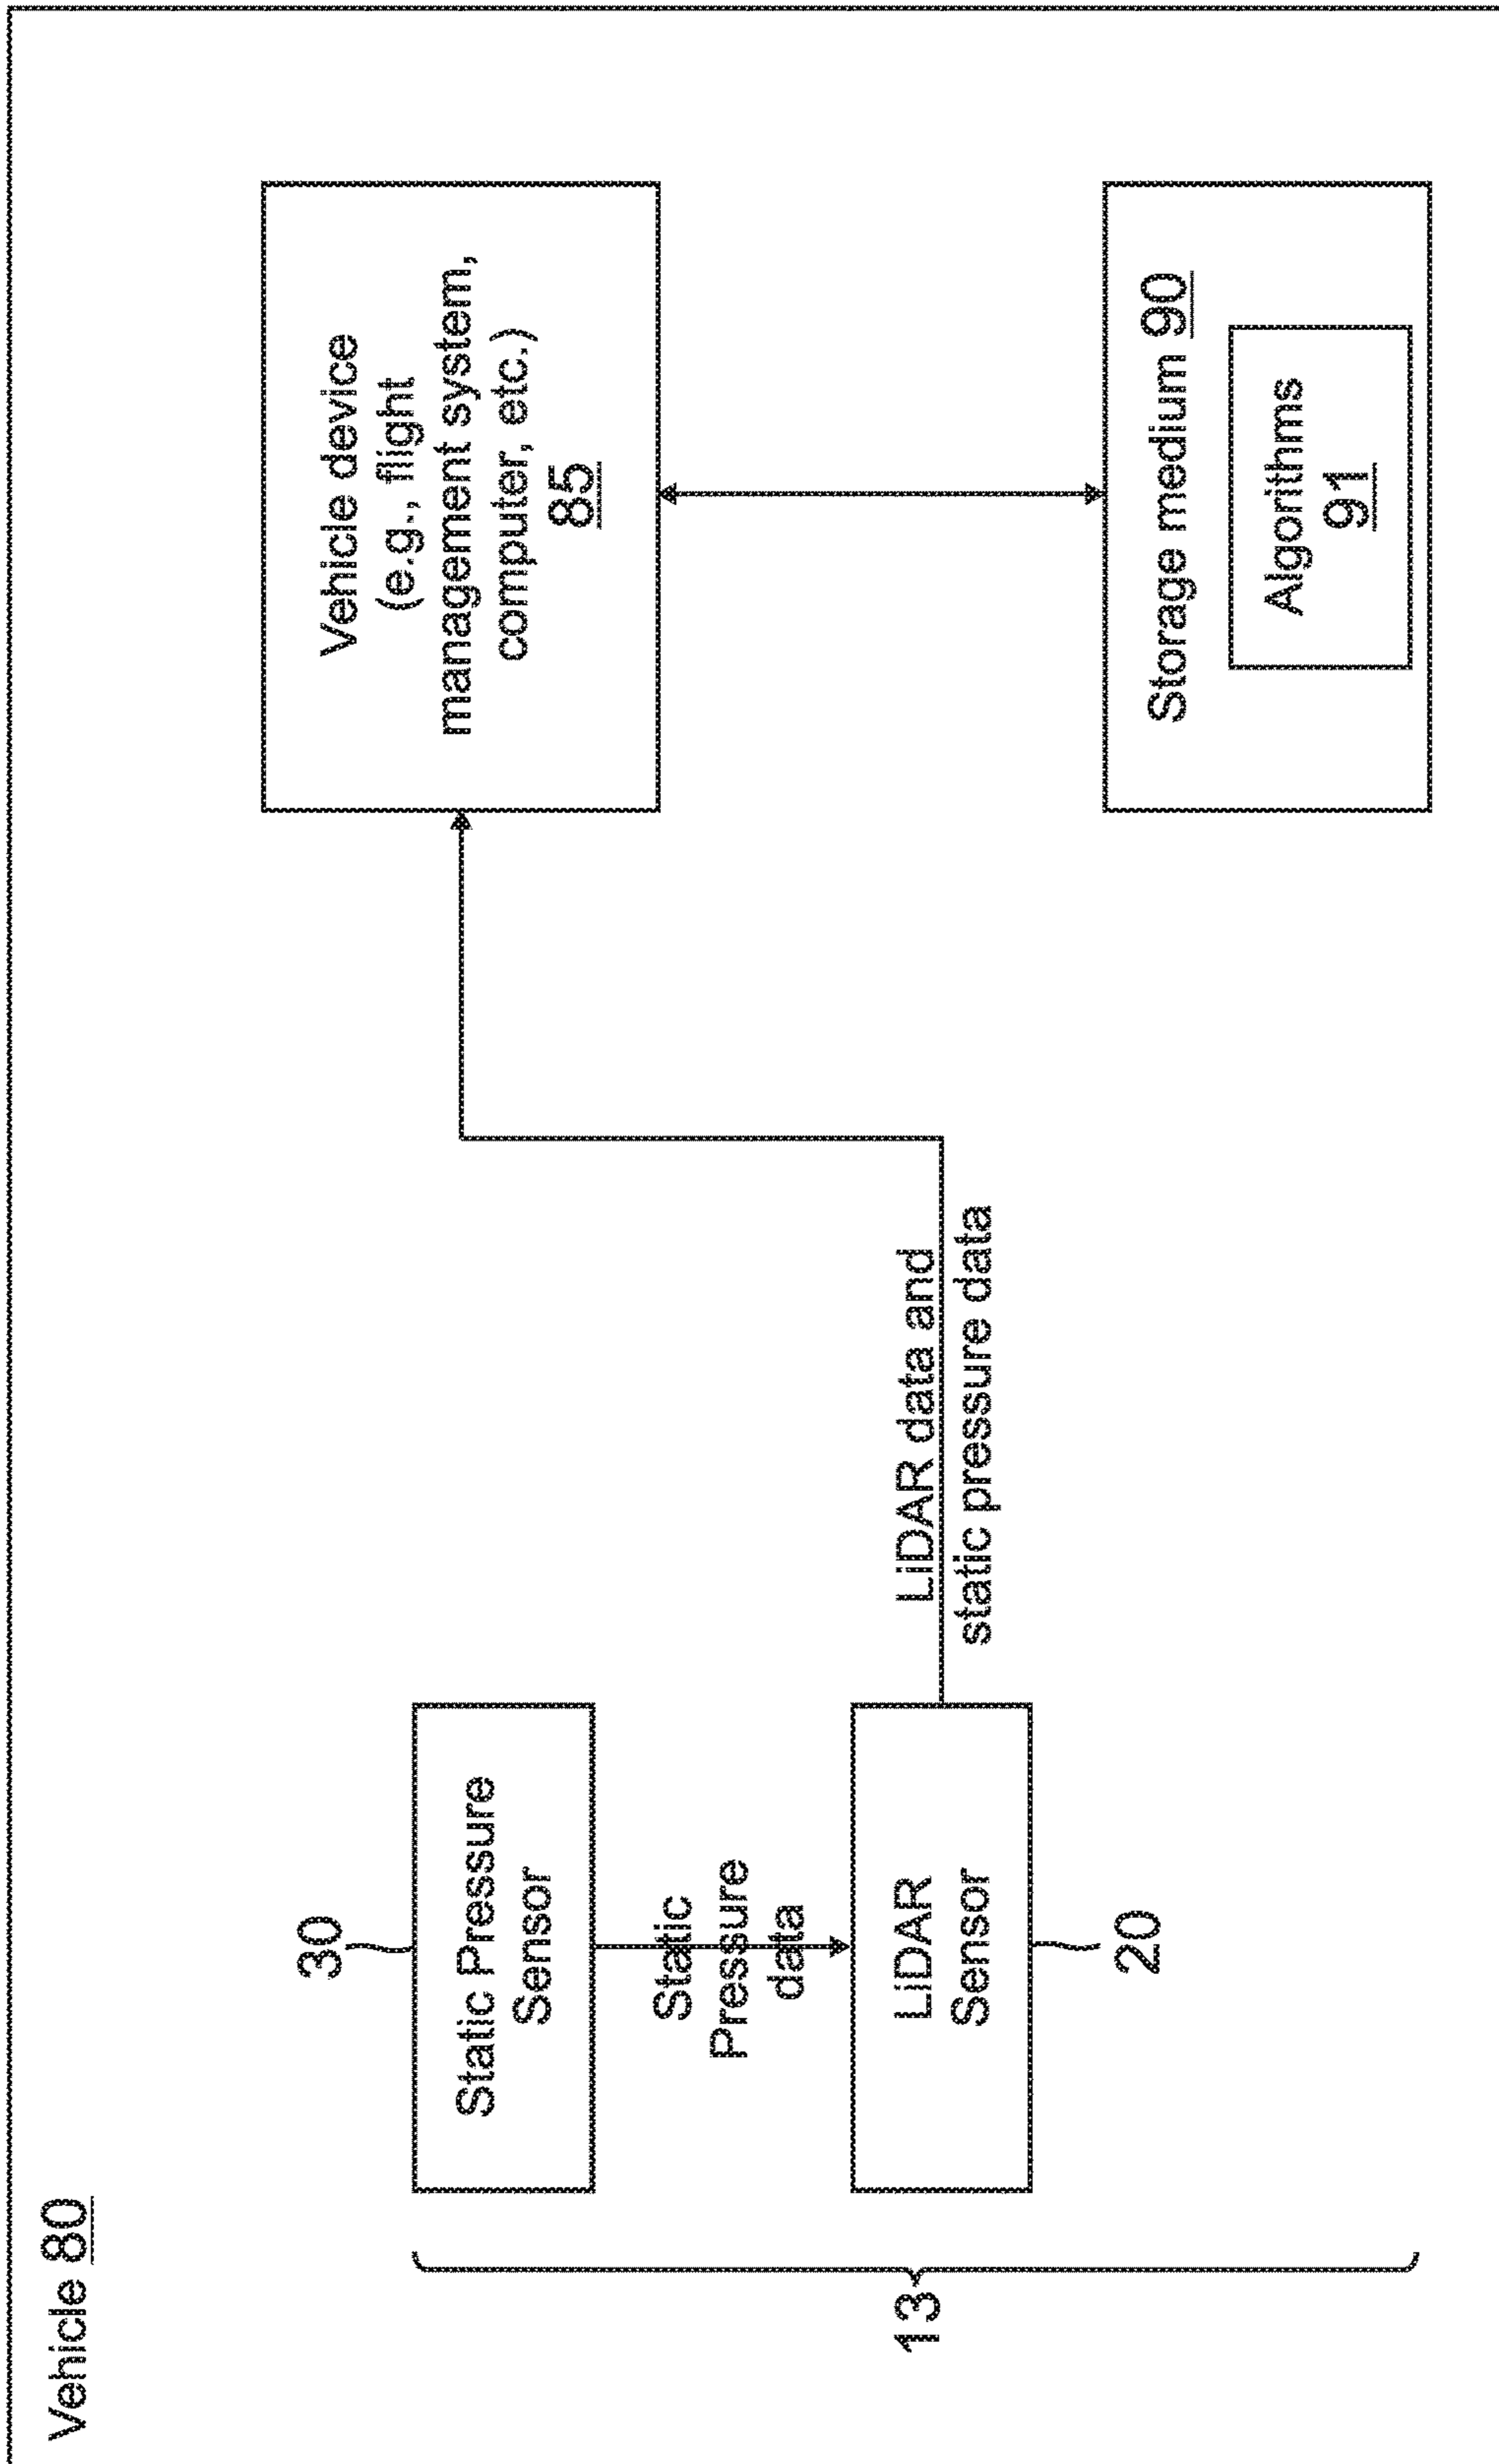 Vehicle 80
30
Static Pressure
Sensor
Static
Pressure
data
LiDAR
Sensor
20
13
LiDAR data and
static pressure data
Vehicle device
(e.g., flight
management system,
computer, etc.)
85
Storage medium 90
Algorithms
91